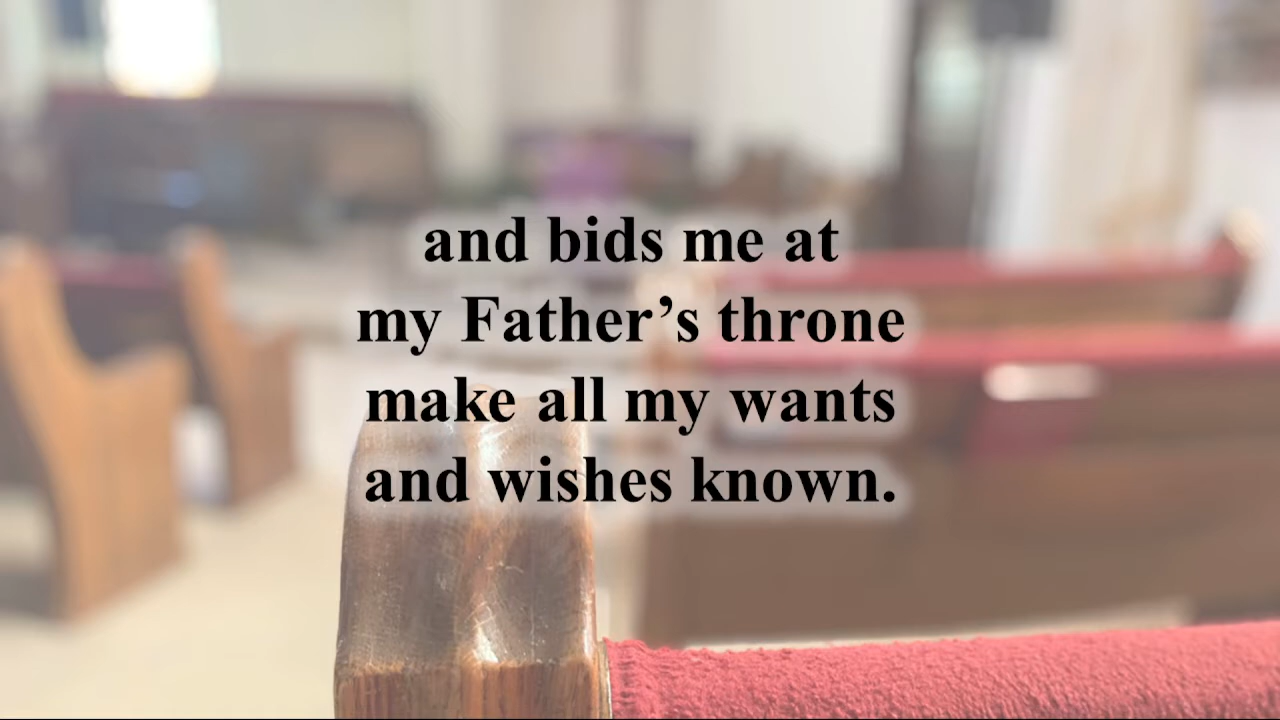 and bids me at
my Father’s throne
make all my wants
and wishes known.